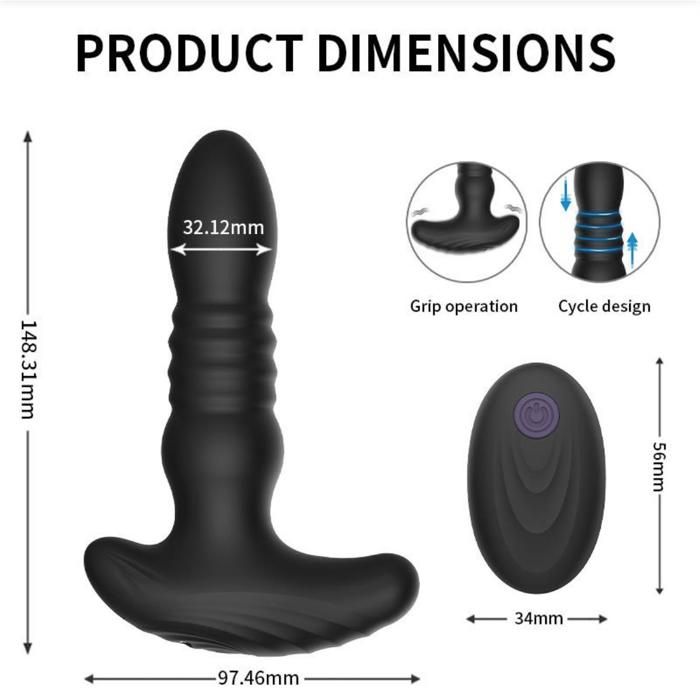 PRODUCT DIMENSIONS
32.12mm
148.31mm
Grip operation
Cycle design
56mm
34mm
97.46mm